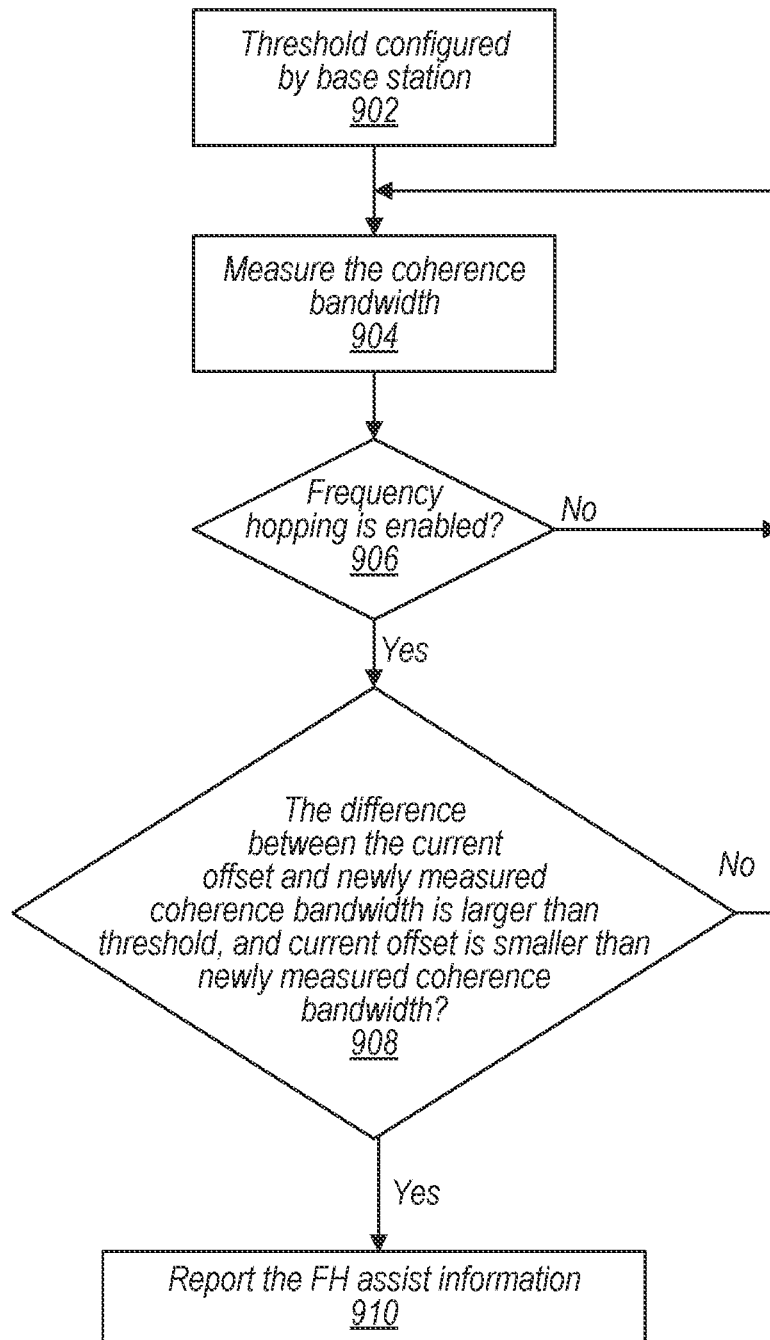 Threshold configured
by base station
902
Measure the coherence
bandwidth
904
Frequency
hopping is enabled?
906
No
Yes
The difference
between the current
offset and newly measured
coherence bandwidth is larger than
threshold, and current offset is smaller than
newly measured coherence
bandwidth?
908
No
Yes
Report the FH assist information
910